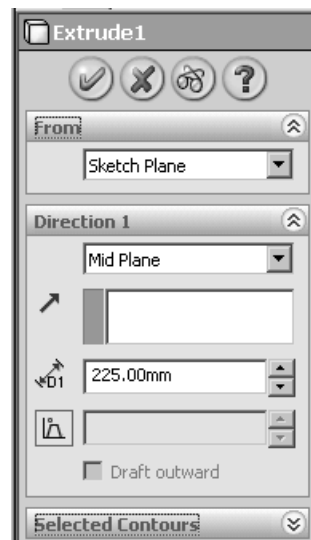 Extrude1
?
From
Sketch Plane
Direction 1
Mid Plane
D1
225.00mm
Draft outward
Selected Contours